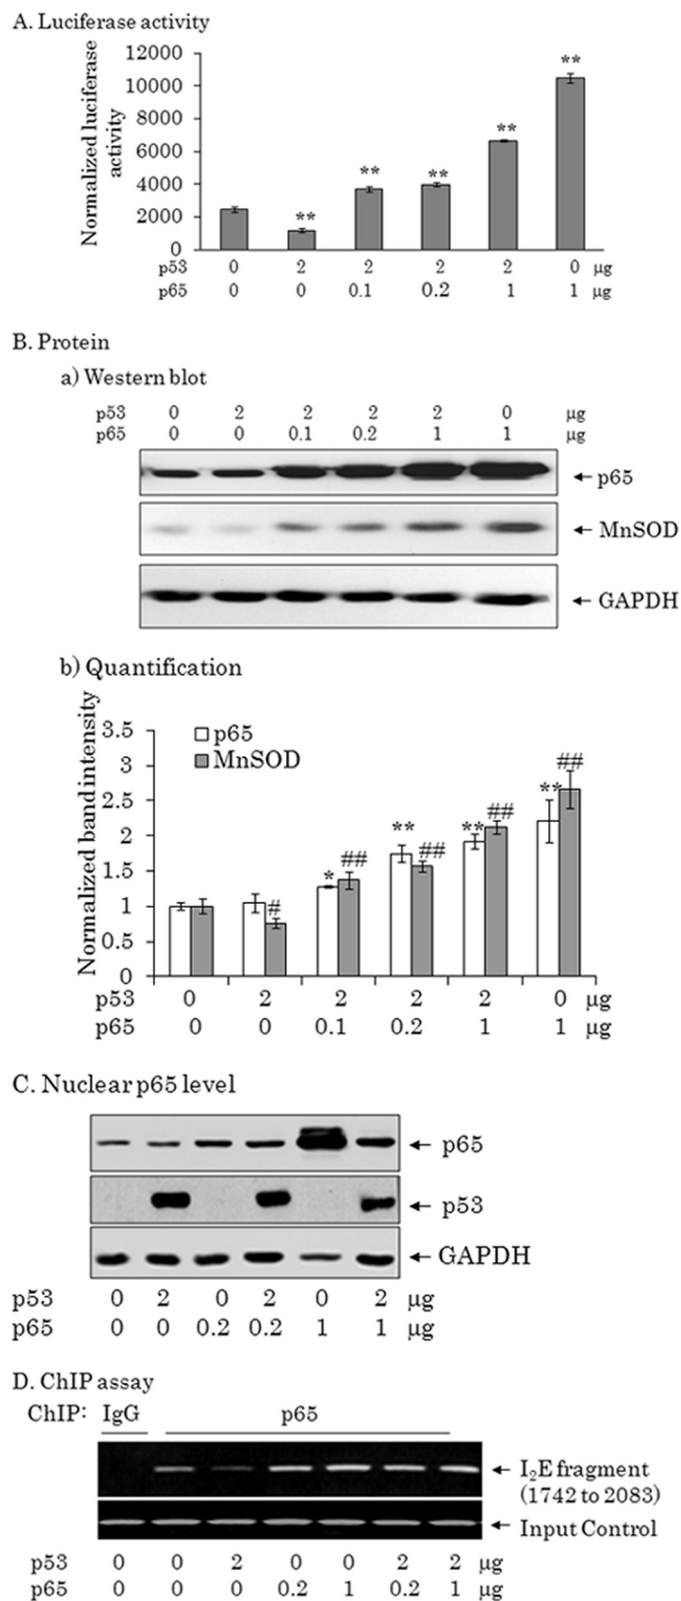 A. Luciferase activity
Normalized luciferase
activity
12000
10000
8000
6000
4000
2000
0
** ** ** ** **
p53 0 2 2 2 2 0 µg
p65 0 0 0.1 0.2 1 1 µg
B. Protein
a) Western blot
p53 0 2 2 2 2 0 µg
p65 0 0 0.1 0.2 1 1 µg
←p65
← MnSOD
← GAPDH
b) Quantification
Normalized band intensity
3.5
3
2.5
2
1.5
1
0.5
0
p65
MnSOD
# * ## ** ## ** ## ** ##
p53 0 2 2 2 2 0 µg
p65 0 0 0.1 0.2 1 1 µg
C. Nuclear p65 level
← p65
← p53
← GAPDH
p53 0 2 0 2 0 2 µg
p65 0 0 0.2 0.2 1 1 µg
D. ChIP assay
ChIP: IgG p65
← I₂E fragment
(1742 to 2083)
← Input Control
p53 0 0 2 0 0 2 2 µg
p65 0 0 0 0.2 1 0.2 1 µg